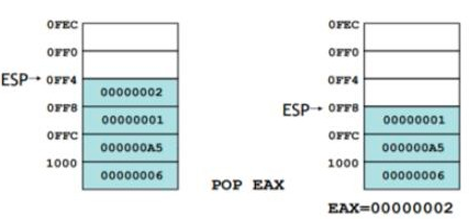 0FEC
0FF0
ESP→ 0FF4
00000002
0FF8
00000001
0FFC
000000A5
1000
00000006
POP EAX
0FEC
0FF0
0FF4
ESP→ 0FF8
00000001
0FFC
000000A5
1000
00000006
EAX=00000002